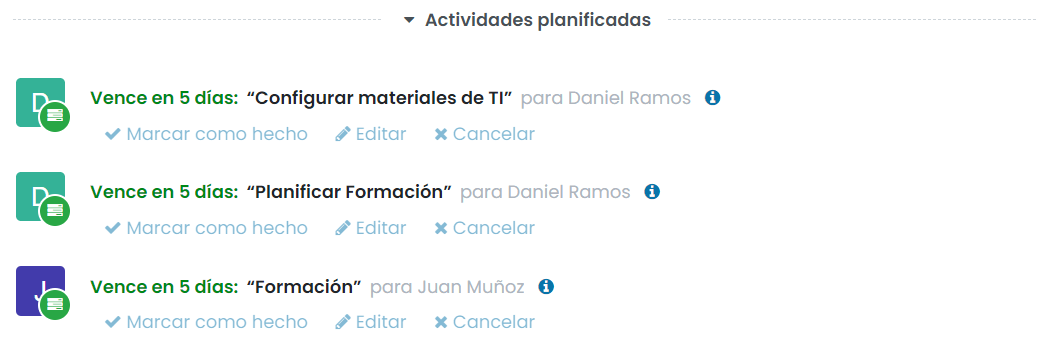 Actividades planificadas
D
Vence en 5 días: “Configurar materiales de TI” para Daniel Ramos
Marcar como hecho Editar Cancelar
D
Vence en 5 días: “Planificar Formación” para Daniel Ramos
Marcar como hecho Editar Cancelar
J
Vence en 5 días: “Formación” para Juan Muñoz
Marcar como hecho Editar Cancelar